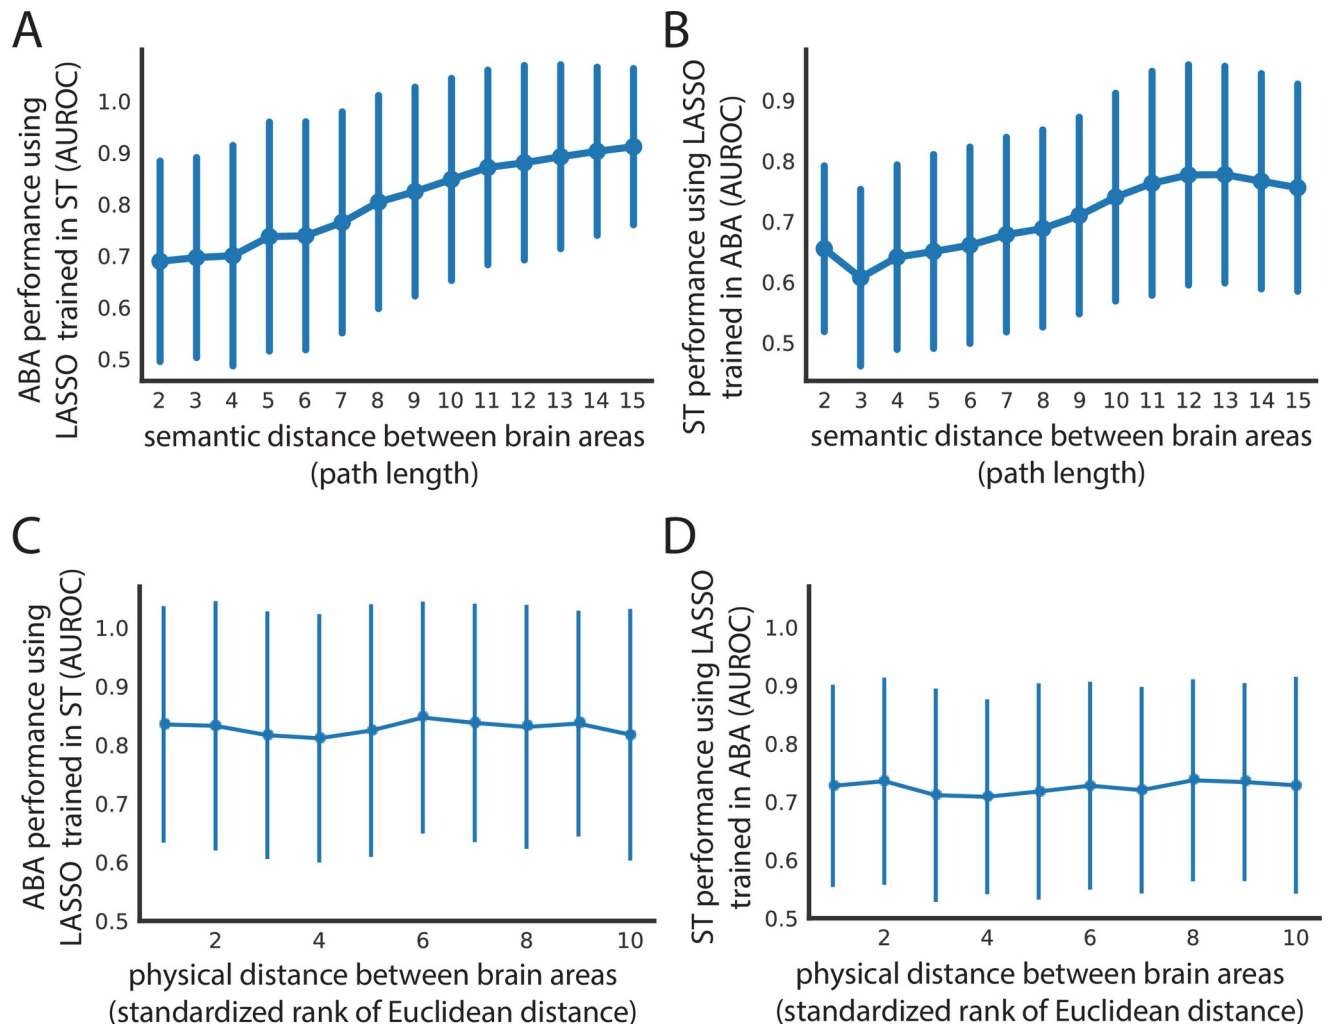 A
ABA performance using
LASSO trained in ST (AUROC)
1.0
0.9
0.8
0.7
0.6
0.5
2 3 4 5 6 7 8 9 10 11 12 13 14 15
semantic distance between brain areas
(path length)
B
ST performance using LASSO
trained in ABA (AUROC)
0.9
0.8
0.7
0.6
0.5
2 3 4 5 6 7 8 9 10 11 12 13 14 15
semantic distance between brain areas
(path length)
C
ABA performance using
LASSO trained in ST (AUROC)
1.0
0.9
0.8
0.7
0.6
0.5
2 4 6 8 10
physical distance between brain areas
(standardized rank of Euclidean distance)
D
ST performance using LASSO
trained in ABA (AUROC)
1.0
0.9
0.8
0.7
0.6
0.5
2 4 6 8 10
physical distance between brain areas
(standardized rank of Euclidean distance)